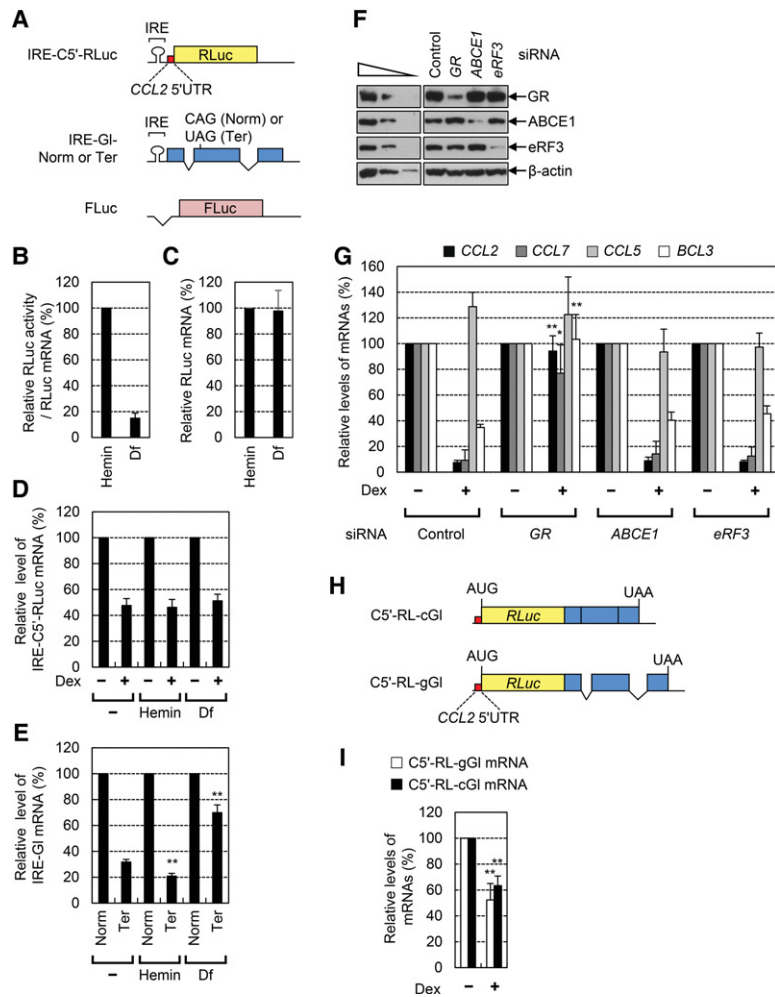 A
IRE
IRE-C5'-RLuc
RLuc
CCL2 5'UTR
IRE-Gl-
Norm or Ter
IRE
CAG (Norm) or
UAG (Ter)
FLuc
FLuc
B
Relative RLuc activity
/ RLuc mRNA (%)
120
100
80
60
40
20
0
Hemin
Df
C
Relative RLuc mRNA (%)
120
100
80
60
40
20
0
Hemin
Df
D
Relative level of
IRE-C5'-RLuc mRNA (%)
120
100
80
60
40
20
0
Dex − + − + − +
− Hemin Df
E
Relative level of
IRE-Gl mRNA (%)
120
100
80
60
40
20
0
**
**
Norm Ter Norm Ter Norm Ter
− Hemin Df
F
Control GR ABCE1 eRF3 siRNA
GR
ABCE1
eRF3
β-actin
G
CCL2 CCL7 CCL5 BCL3
Relative levels of mRNAs (%)
160
140
120
100
80
60
40
20
0
** * **
Dex − + − + − + − +
siRNA Control GR ABCE1 eRF3
H
AUG UAA
C5'-RL-cGl
RLuc
AUG UAA
C5'-RL-gGl
RLuc
CCL2 5'UTR
I
C5'-RL-gGl mRNA
C5'-RL-cGl mRNA
Relative levels of
mRNAs (%)
120
100
80
60
40
20
0
** **
Dex − +